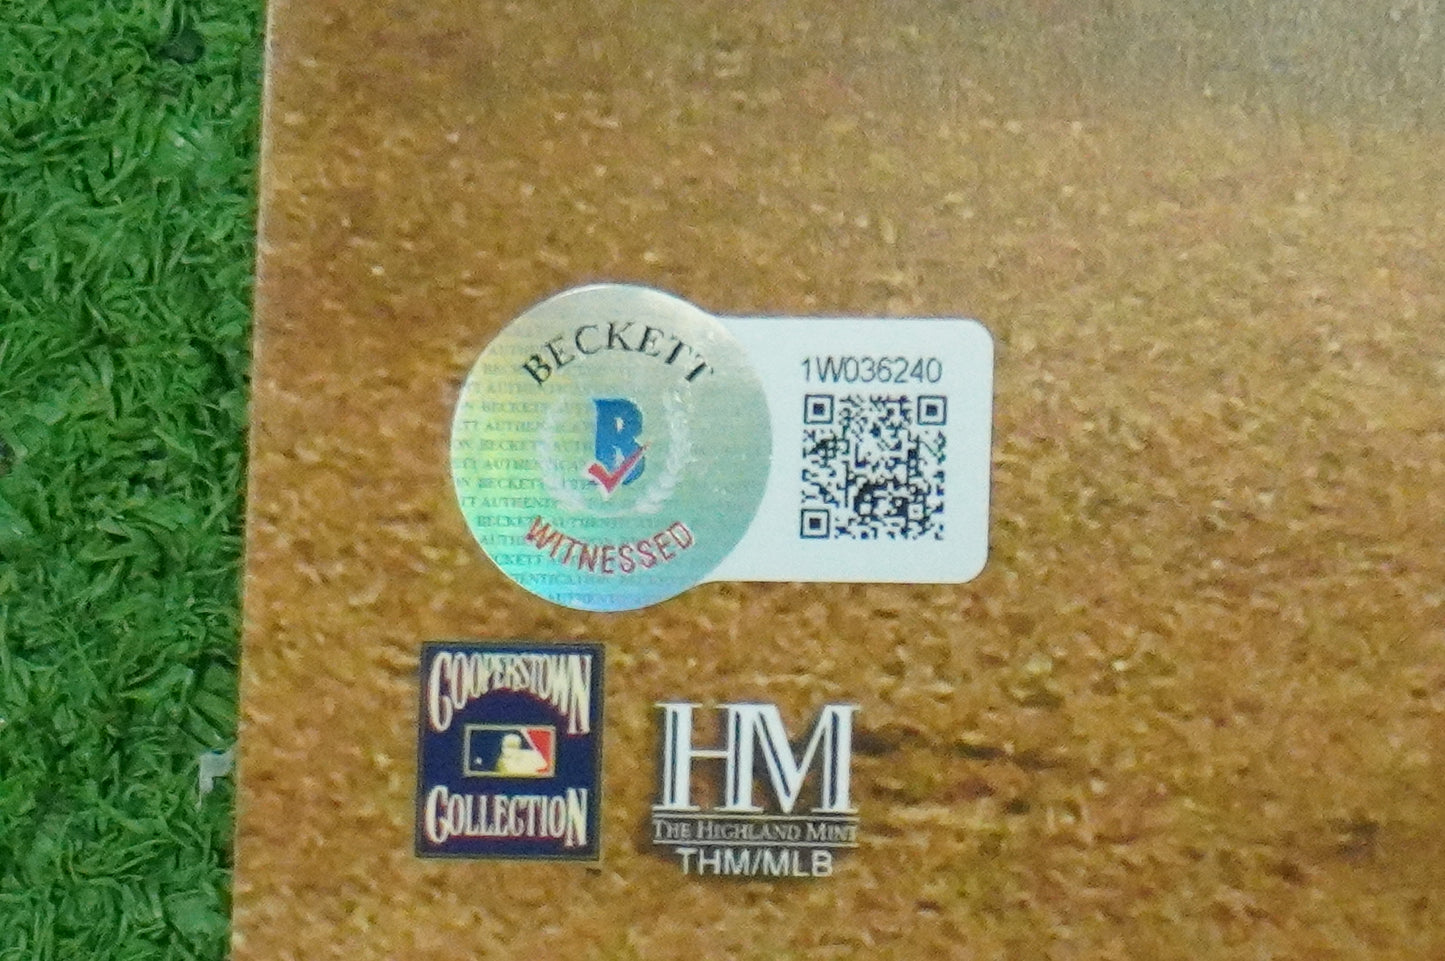 BECKETT
B
WITNESSED
1W036240
COOPERSTOWN
COLLECTION
HM
THE HIGHLAND MINT
THM/MLB